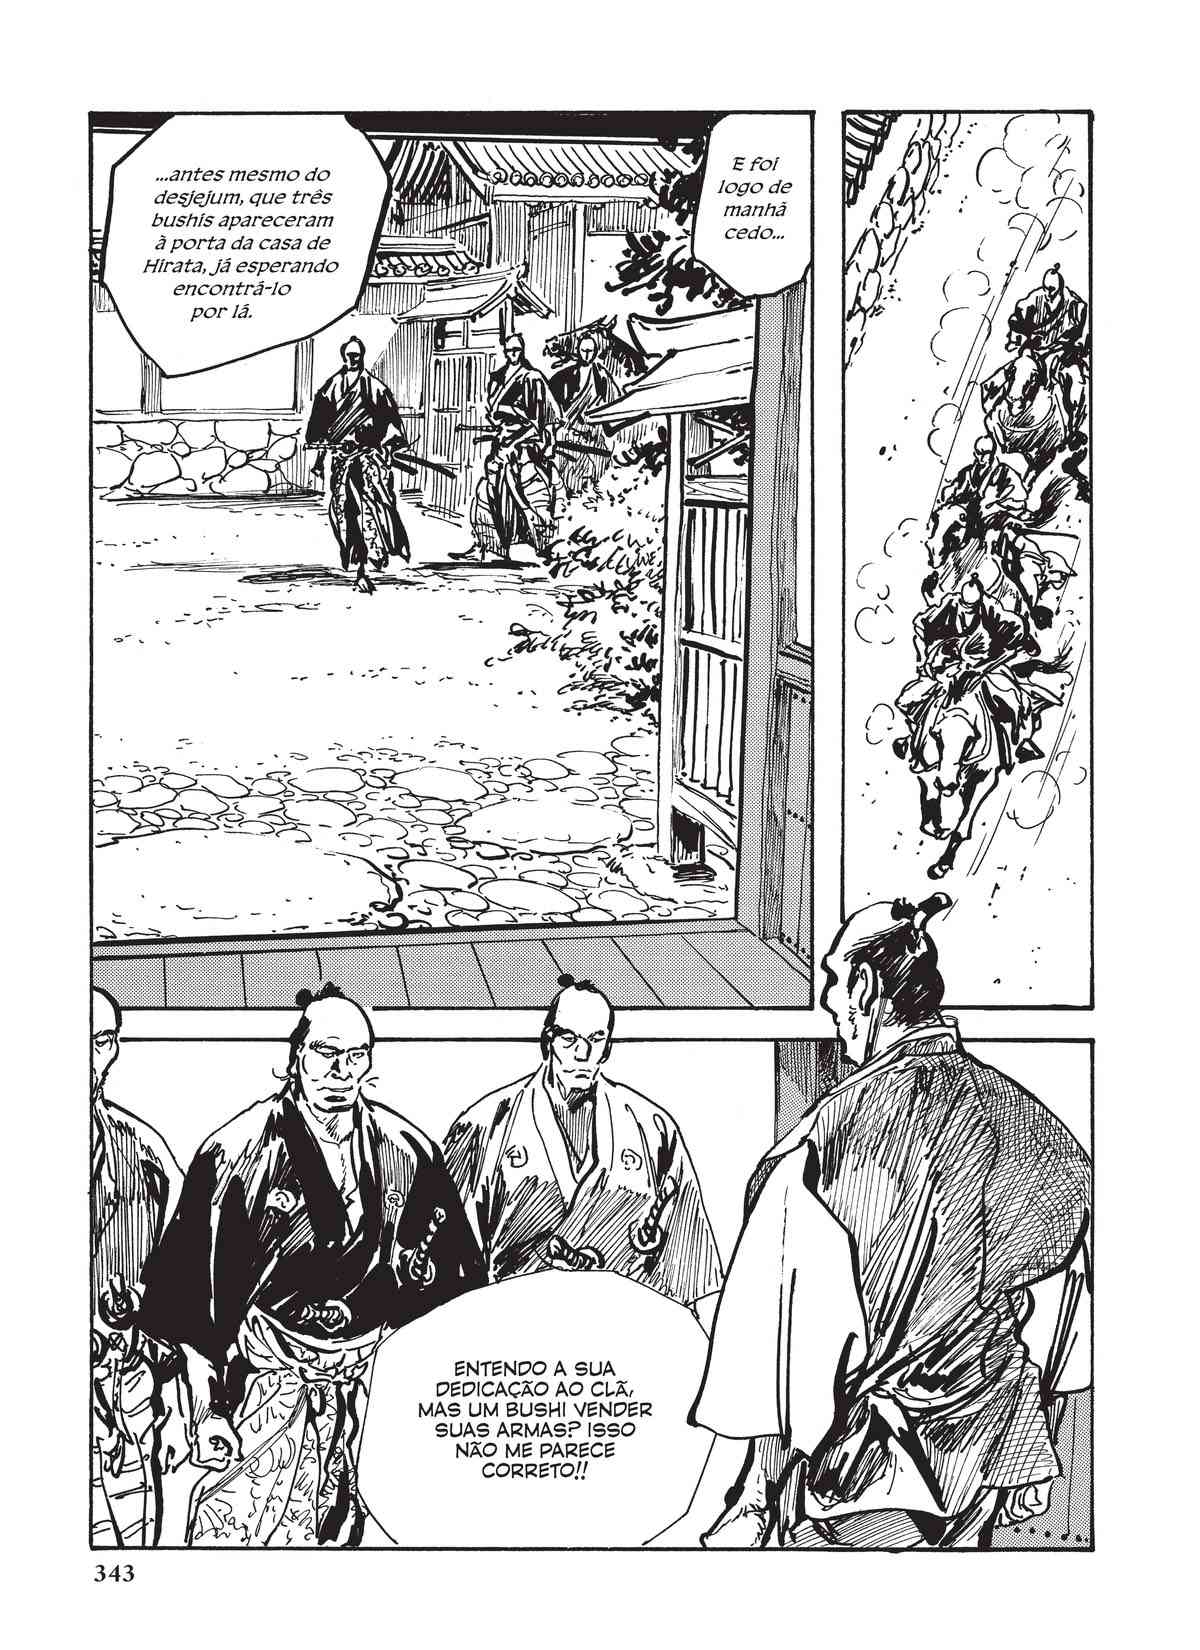 E foi
logo de
manhã
cedo...
...antes mesmo do
desjejum, que três
bushis apareceram
à porta da casa de
Hirata, já esperando
encontrá-lo
por lá.
ENTENDO A SUA
DEDICAÇÃO AO CLÃ,
MAS UM BUSHI VENDER
SUAS ARMAS? ISSO
NÃO ME PARECE
CORRETO!!
343